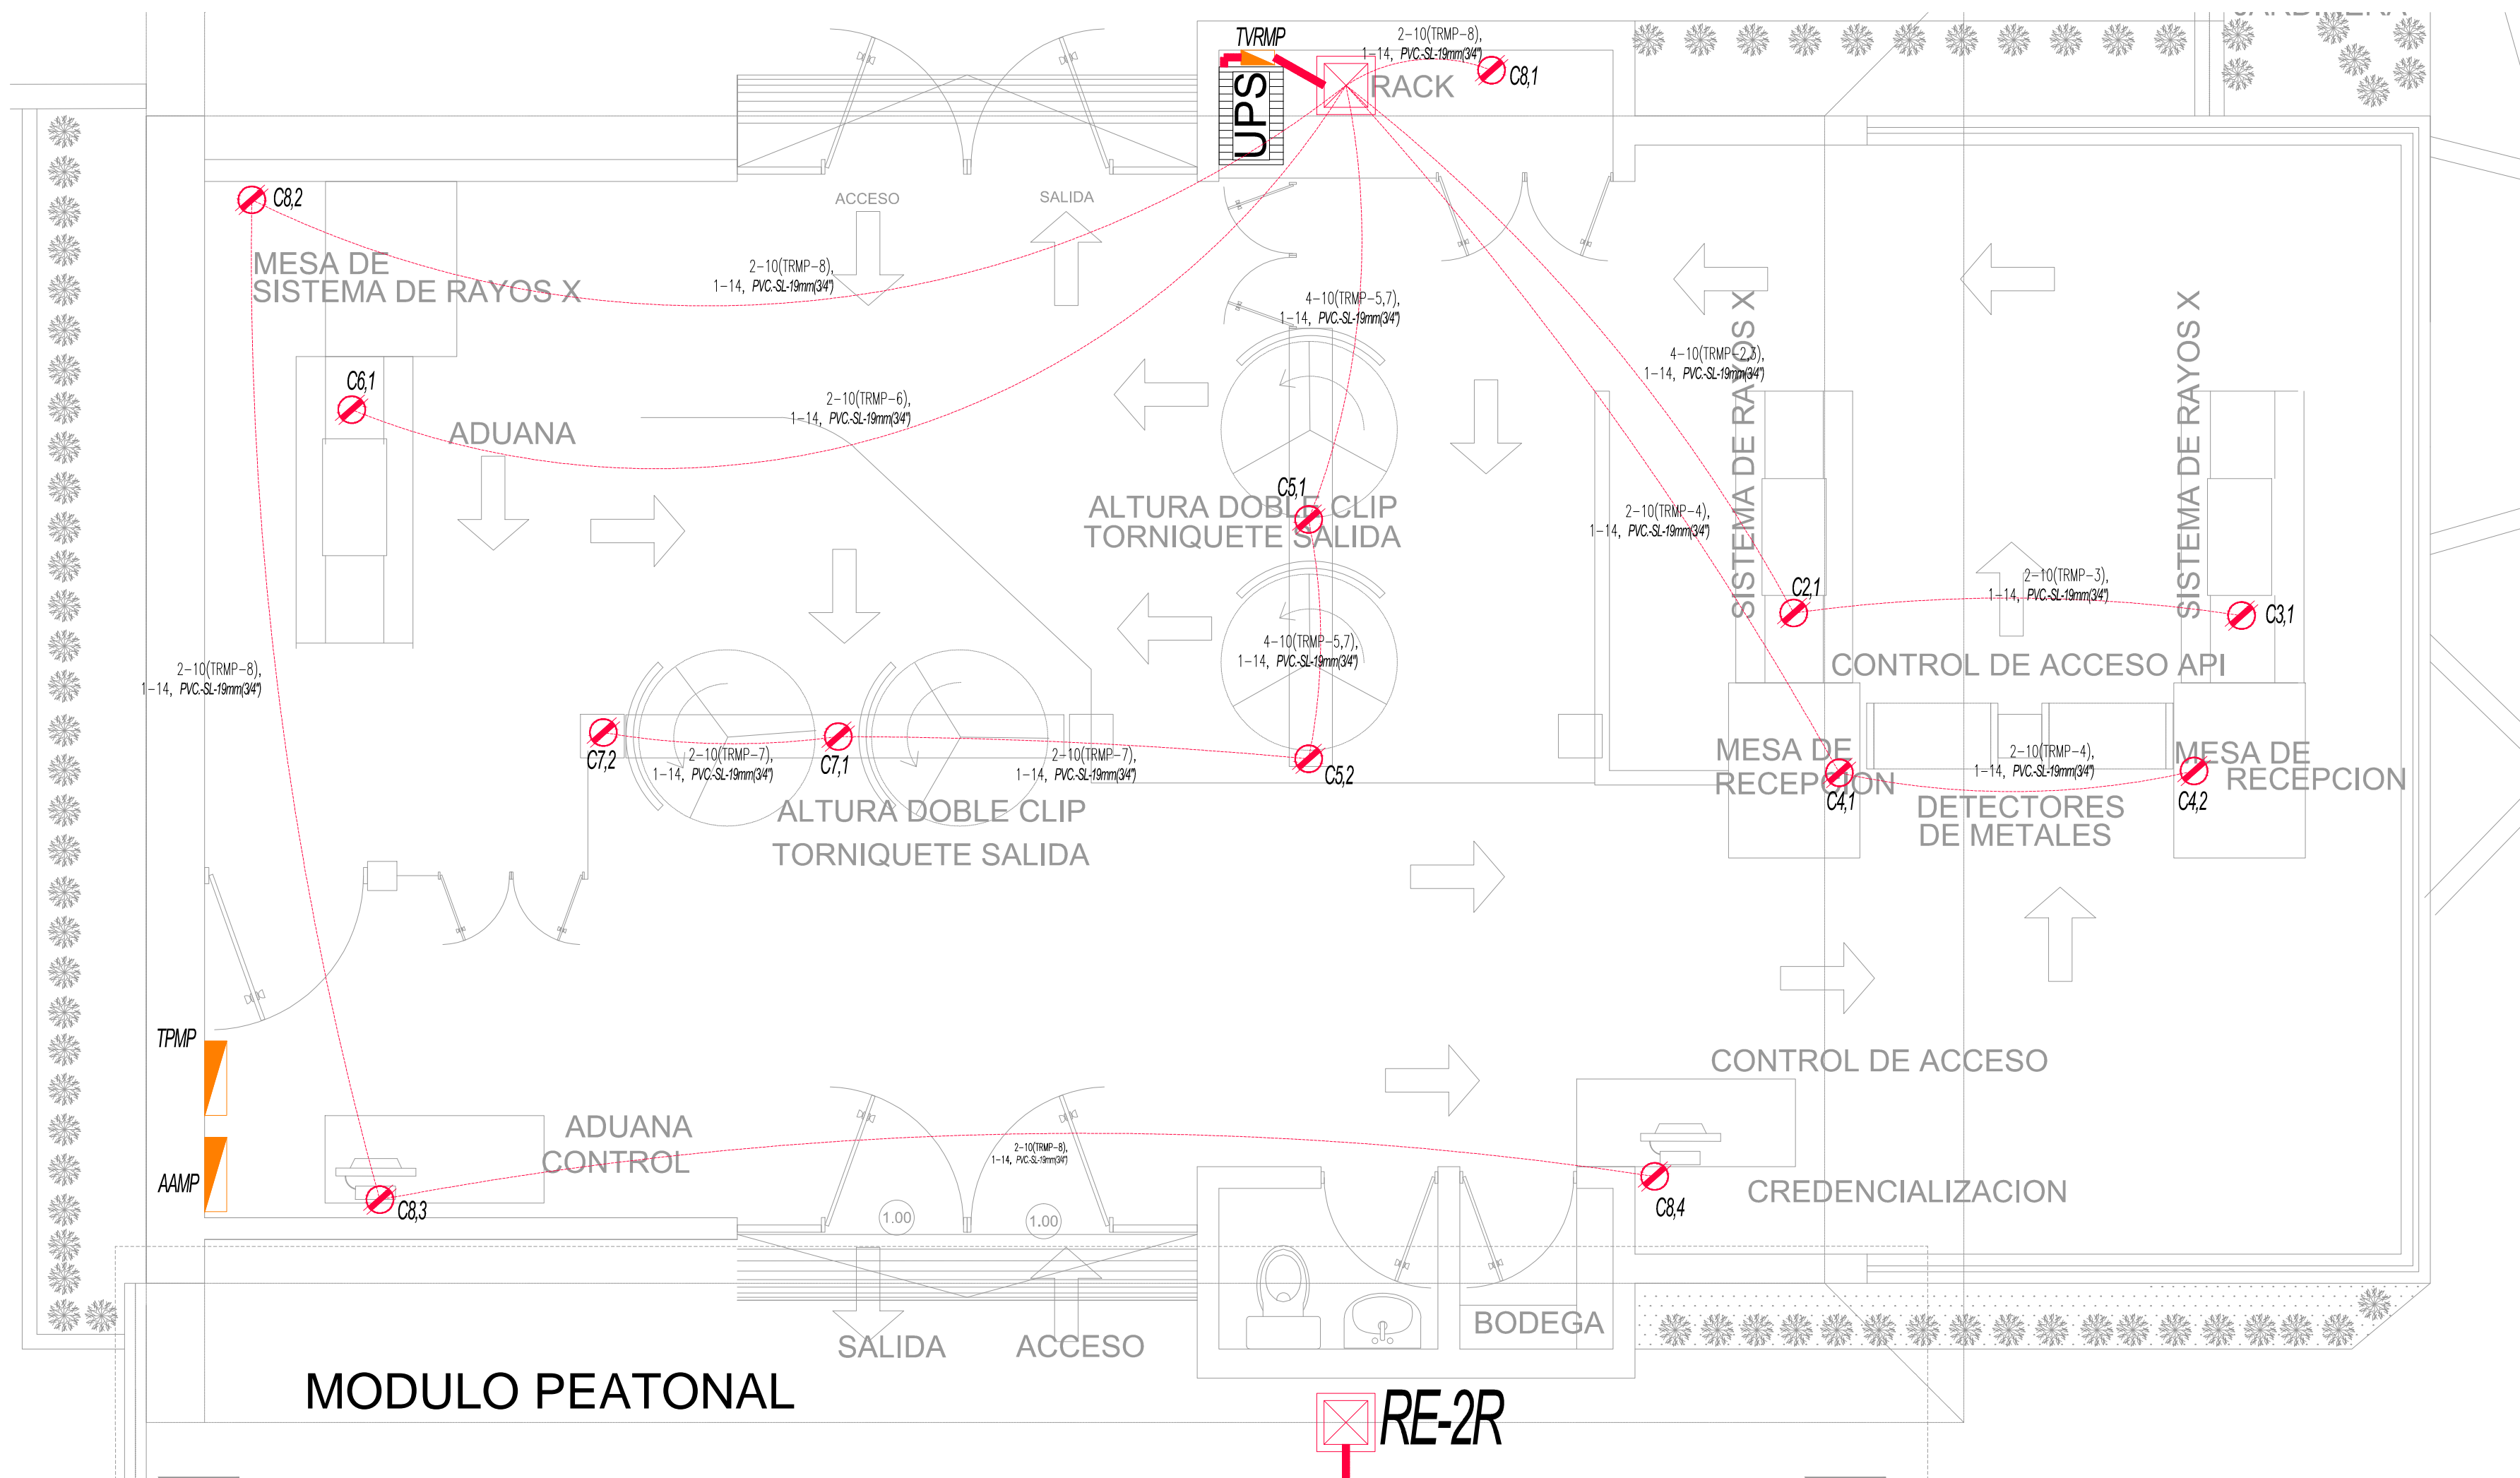 JARDINERA
TVRMP
2-10(TRMP-8),
1-14, PVC.-SL-19mm(3/4")
C8,1
RACK
UPS
C8,2
ACCESO
SALIDA
MESA DE
SISTEMA DE RAYOS X
2-10(TRMP-8),
1-14, PVC.-SL-19mm(3/4")
4-10(TRMP-5,7),
1-14, PVC.-SL-19mm(3/4")
4-10(TRMP-2,3),
1-14, PVC.-SL-19mm(3/4")
SISTEMA DE RAYOS X
SISTEMA DE RAYOS X
C6,1
2-10(TRMP-6),
1-14, PVC.-SL-19mm(3/4")
ADUANA
C5,1
ALTURA DOBLE CLIP
TORNIQUETE SALIDA
2-10(TRMP-4),
1-14, PVC.-SL-19mm(3/4")
C2,1
2-10(TRMP-3),
1-14, PVC.-SL-19mm(3/4")
C3,1
4-10(TRMP-5,7),
1-14, PVC.-SL-19mm(3/4")
CONTROL DE ACCESO API
2-10(TRMP-8),
1-14, PVC.-SL-19mm(3/4")
C7,2
2-10(TRMP-7),
1-14, PVC.-SL-19mm(3/4")
C7,1
2-10(TRMP-7),
1-14, PVC.-SL-19mm(3/4")
C5,2
MESA DE
RECEPCION
C4,1
2-10(TRMP-4),
1-14, PVC.-SL-19mm(3/4")
MESA DE
RECEPCION
C4,2
DETECTORES
DE METALES
ALTURA DOBLE CLIP
TORNIQUETE SALIDA
TPMP
CONTROL DE ACCESO
ADUANA
CONTROL
2-10(TRMP-8),
1-14, PVC.-SL-19mm(3/4")
AAMP
C8,3
C8,4
CREDENCIALIZACION
1.00
1.00
BODEGA
SALIDA
ACCESO
MODULO PEATONAL
RE-2R